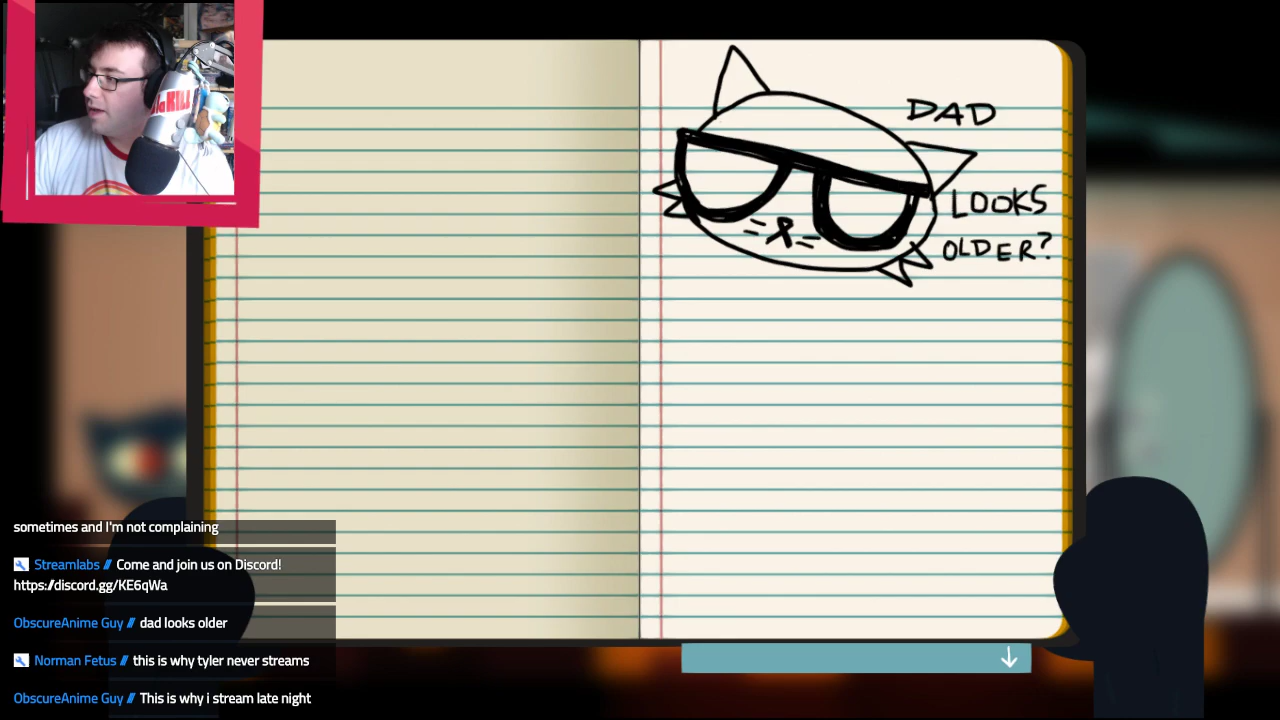 DAD
LOOKS
OLDER?
sometimes and I'm not complaining
Streamlabs // Come and join us on Discord!
https://discord.gg/KE6qWa
ObscureAnime Guy // dad looks older
Norman Fetus // this is why tyler never streams
ObscureAnime Guy // This is why i stream late night